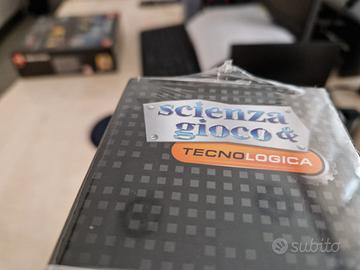 scienza
gioco &
TECNOLOGICA
subito